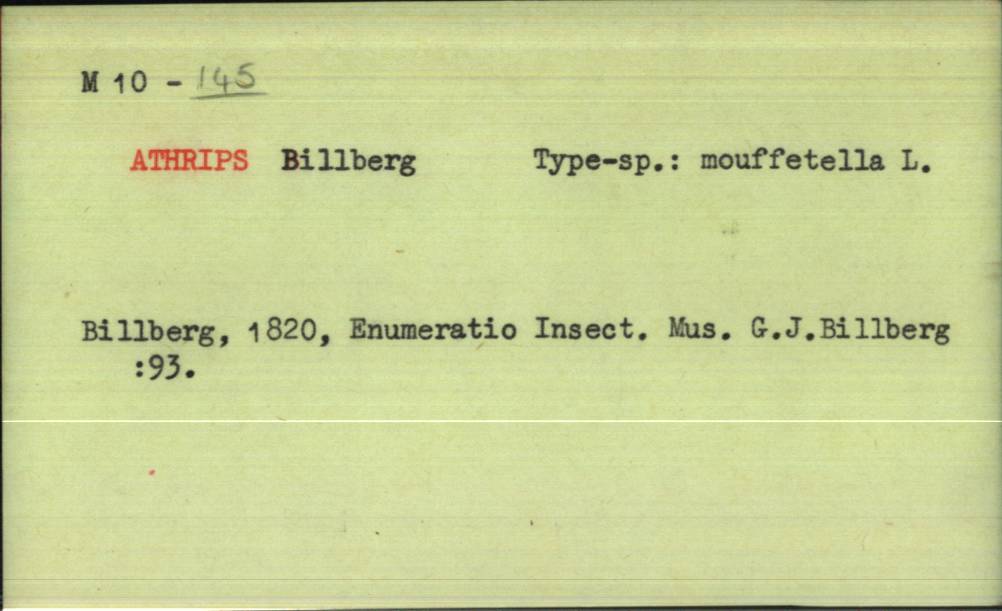 M 10 - 145
ATHRIPS Billberg Type-sp.: mouffetella L.
Billberg, 1820, Enumeratio Insect. Mus. G.J.Billberg
:93.